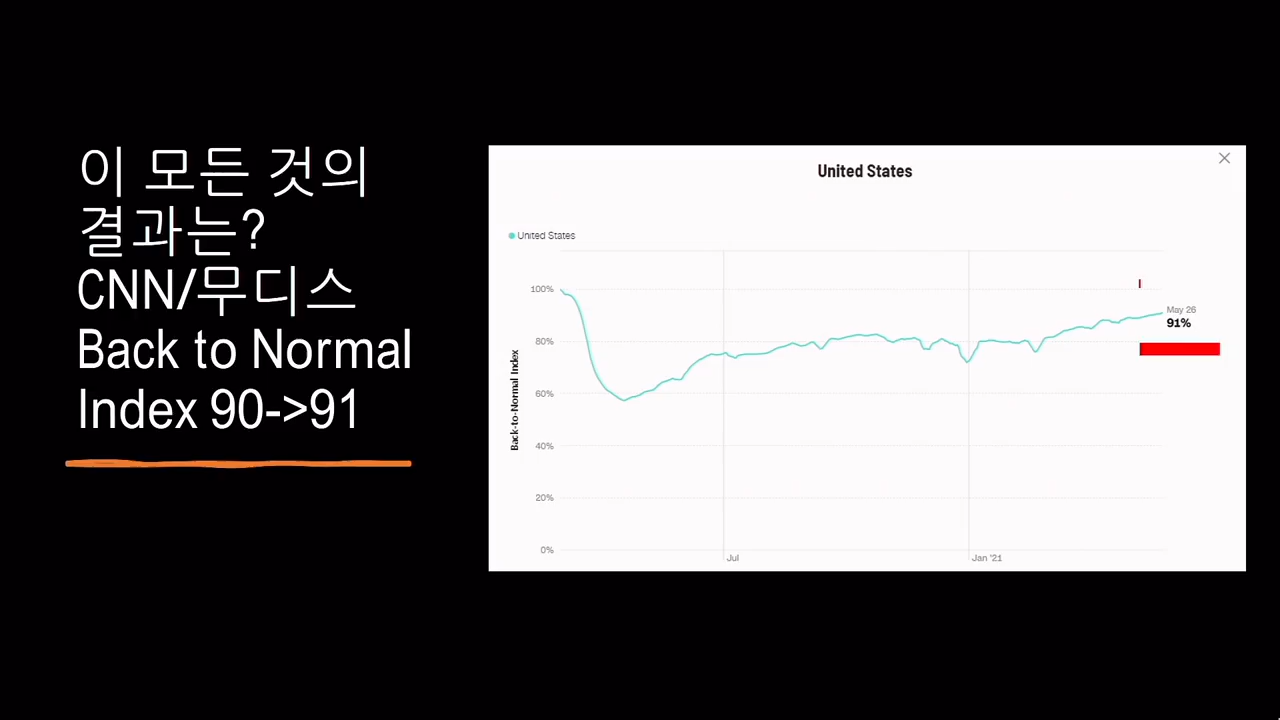 이 모든 것의
결과는?
CNN/무디스
Back to Normal
Index 90->91
United States
United States
Back-to-Normal Index
100%
80%
60%
40%
20%
0%
Jul
Jan '21
May 26
91%